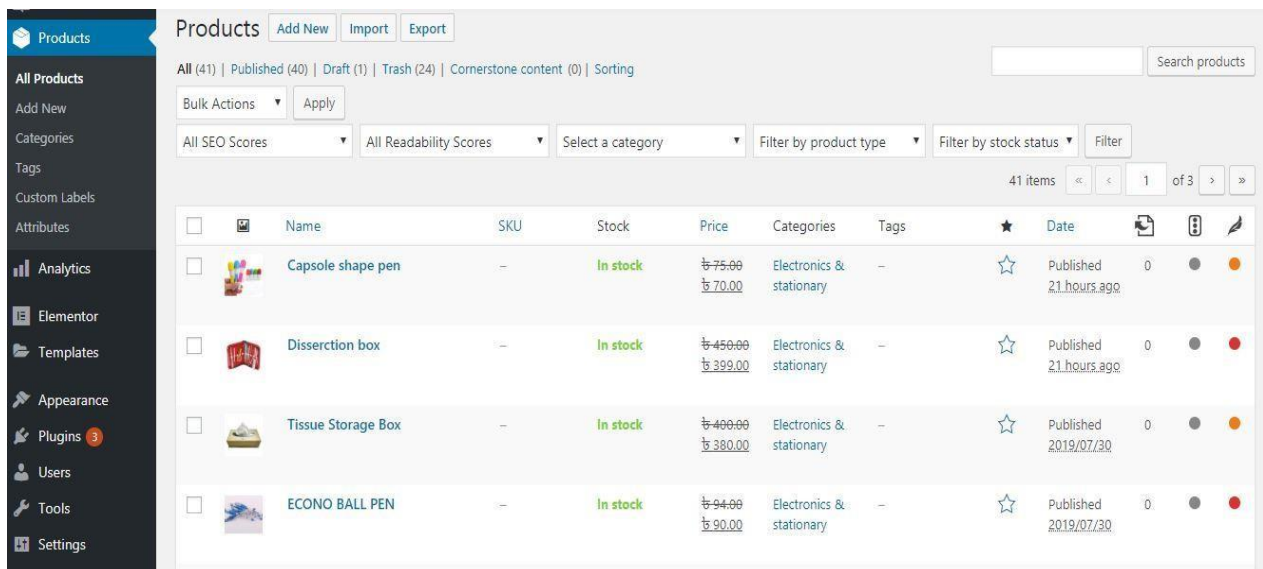 Products
All Products
Add New
Categories
Tags
Custom Labels
Attributes
Analytics
Elementor
Templates
Appearance
Plugins 3
Users
Tools
Settings
Products Add New Import Export
All (41) | Published (40) | Draft (1) | Trash (24) | Cornerstone content (0) | Sorting
Search products
Bulk Actions Apply
All SEO Scores All Readability Scores Select a category Filter by product type Filter by stock status Filter
41 items « ‹ 1 of 3 › »
Name SKU Stock Price Categories Tags Date
Capsole shape pen – In stock ৳ 75.00 Electronics & – Published 0
৳ 70.00 stationary 21 hours ago
Disserction box – In stock ৳ 450.00 Electronics & – Published 0
৳ 399.00 stationary 21 hours ago
Tissue Storage Box – In stock ৳ 400.00 Electronics & – Published 0
৳ 380.00 stationary 2019/07/30
ECONO BALL PEN – In stock ৳ 94.00 Electronics & – Published 0
৳ 90.00 stationary 2019/07/30